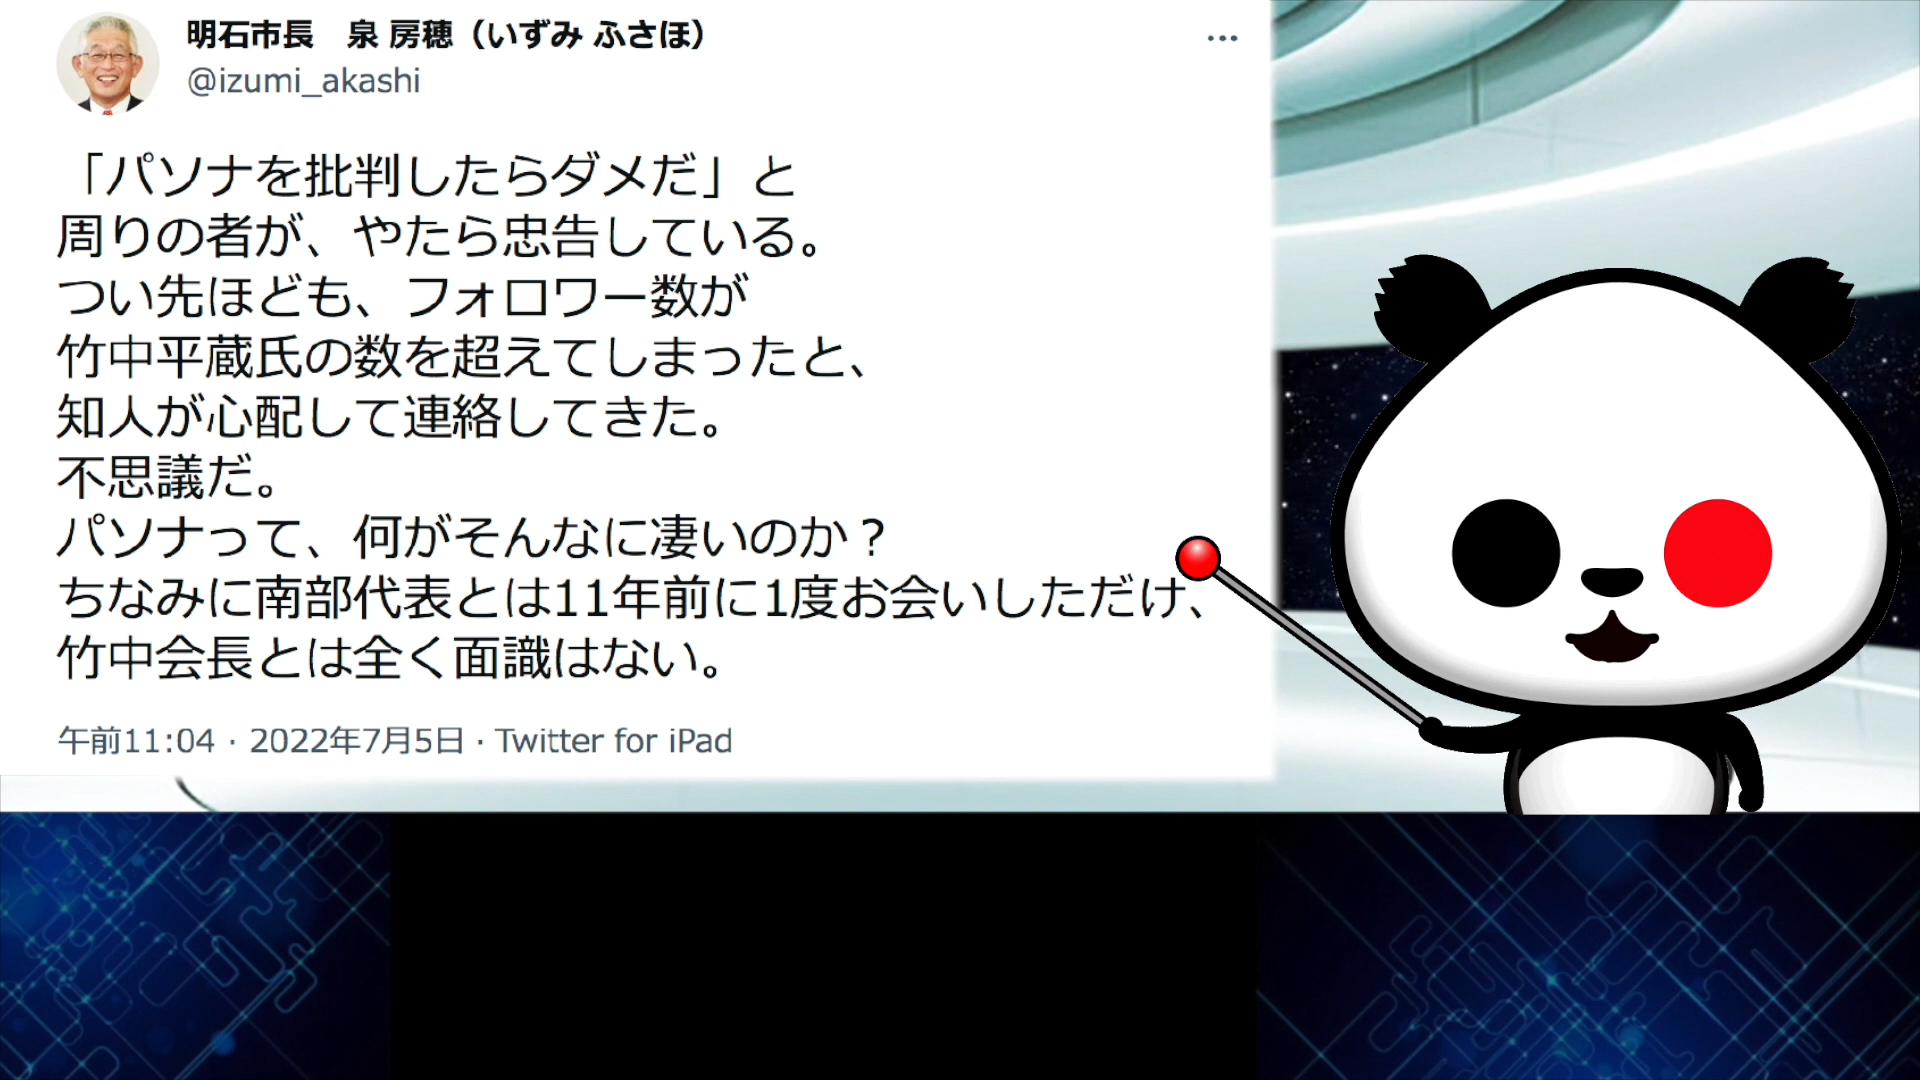 明石市長　泉 房穂（いずみ ふさほ）
@izumi_akashi
「パソナを批判したらダメだ」と
周りの者が、やたら忠告している。
つい先ほども、フォロワー数が
竹中平蔵氏の数を超えてしまったと、
知人が心配して連絡してきた。
不思議だ。
パソナって、何がそんなに凄いのか？
ちなみに南部代表とは11年前に1度お会いしただけ、
竹中会長とは全く面識はない。
午前11:04 · 2022年7月5日 · Twitter for iPad